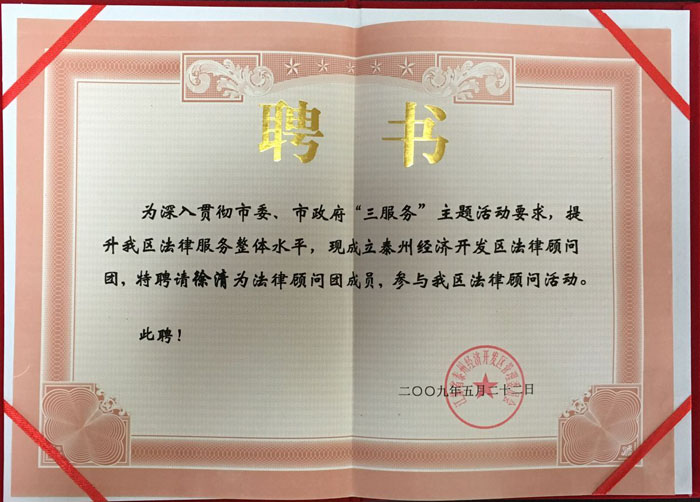 聘书
为深入贯彻市委、市政府“三服务”主题活动要求，提
升我区法律服务整体水平，现成立泰州经济开发区法律顾问
团，特聘请徐清为法律顾问团成员，参与我区法律顾问活动。
此聘！
二〇〇九年五月二十二日